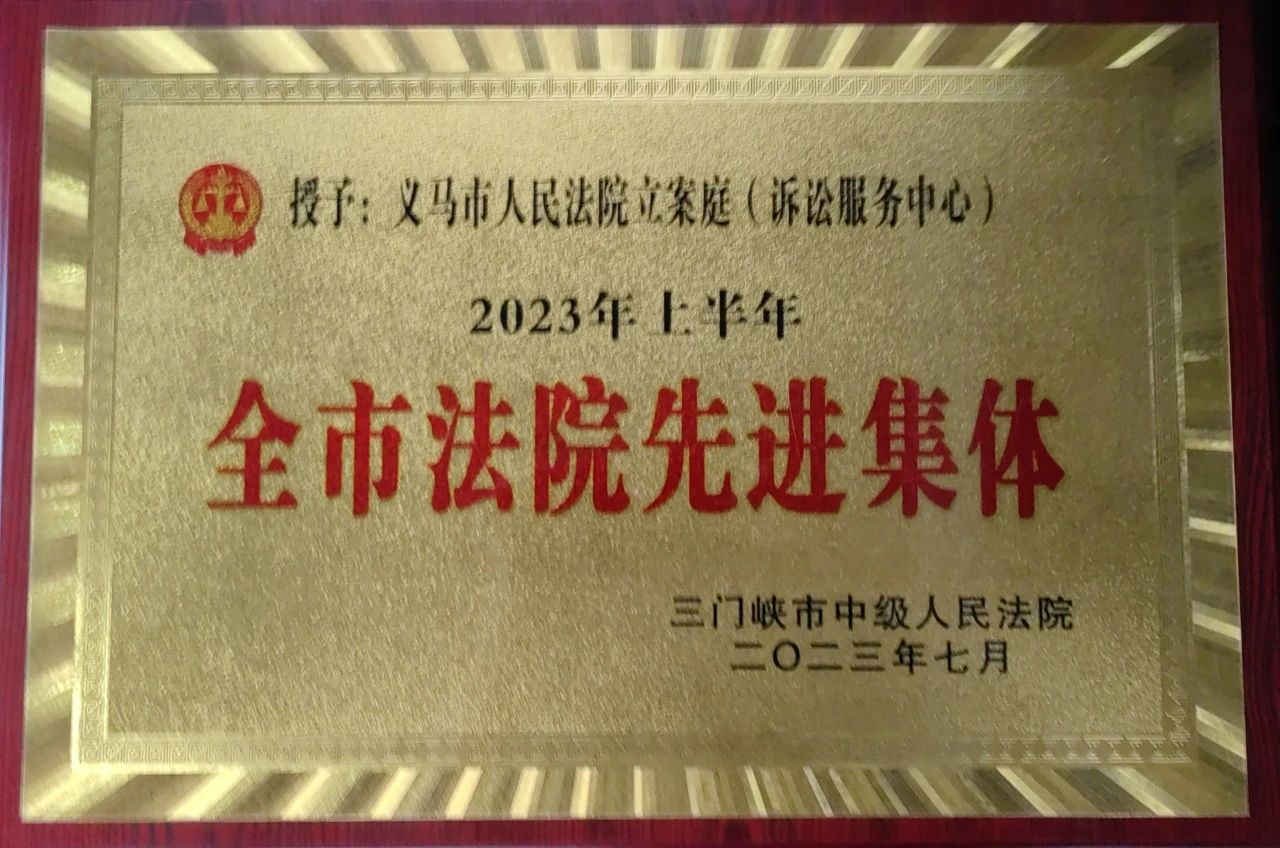 授予：义马市人民法院立案庭（诉讼服务中心）
2023年上半年
全市法院先进集体
三门峡市中级人民法院
二〇二三年七月